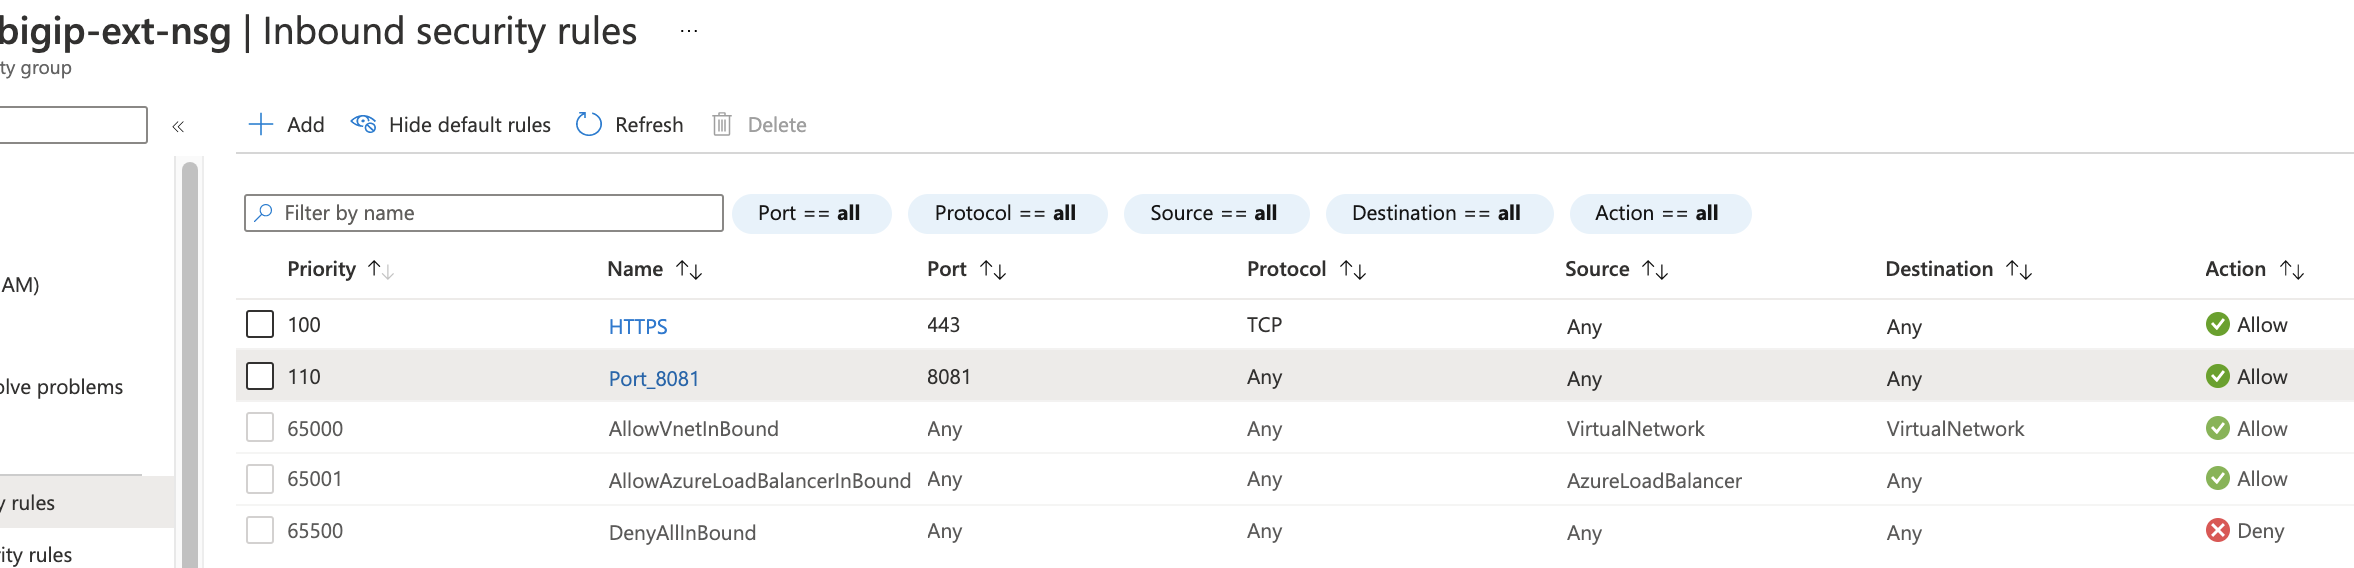 bigip-ext-nsg | Inbound security rules ...
ty group
« Add Hide default rules Refresh Delete
Filter by name Port == all Protocol == all Source == all Destination == all Action == all
Priority ↑↓ Name ↑↓ Port ↑↓ Protocol ↑↓ Source ↑↓ Destination ↑↓ Action ↑↓
AM)
100 HTTPS 443 TCP Any Any Allow
olve problems
110 Port_8081 8081 Any Any Any Allow
65000 AllowVnetInBound Any Any VirtualNetwork VirtualNetwork Allow
65001 AllowAzureLoadBalancerInBound Any Any AzureLoadBalancer Any Allow
y rules
65500 DenyAllInBound Any Any Any Any Deny
ity rules